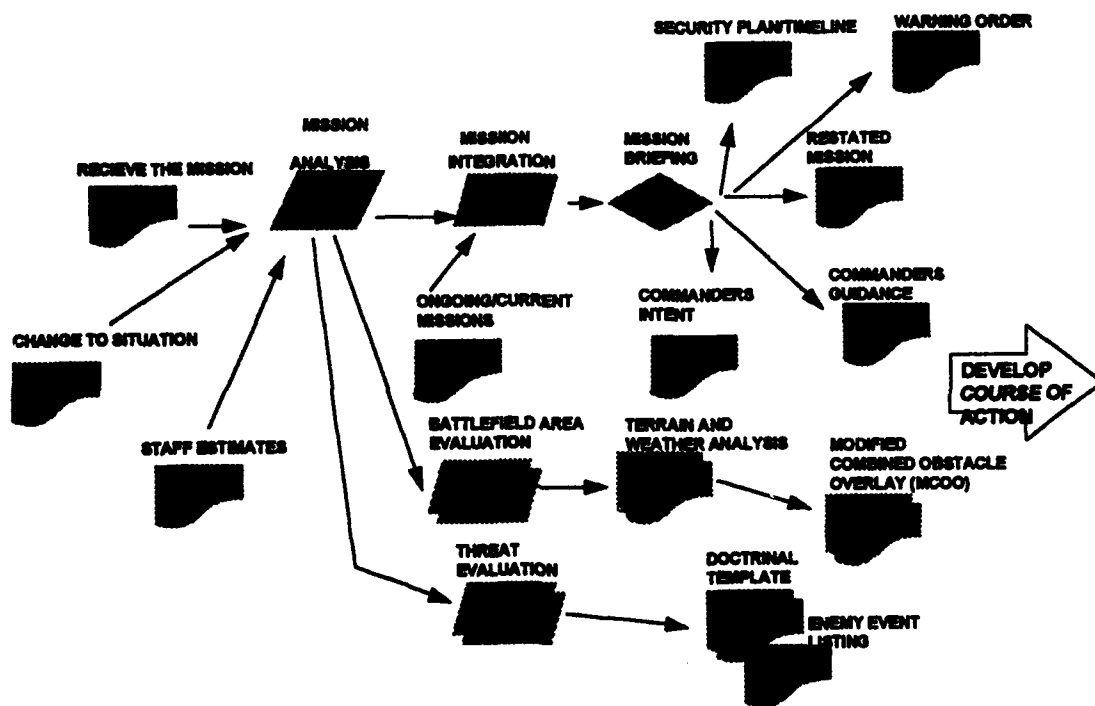 SECURITY PLAN/TIMELINE
WARNING ORDER
MISSION
ANALYSIS
MISSION
INTEGRATION
MISSION
BRIEFING
RESTATED
MISSION
RECIEVE THE MISSION
ONGOING/CURRENT
MISSIONS
COMMANDERS
INTENT
COMMANDERS
GUIDANCE
CHANGE TO SITUATION
DEVELOP
COURSE OF
ACTION
STAFF ESTIMATES
BATTLEFIELD AREA
EVALUATION
TERRAIN AND
WEATHER ANALYSIS
MODIFIED
COMBINED OBSTACLE
OVERLAY (MCOO)
THREAT
EVALUATION
DOCTRINAL
TEMPLATE
ENEMY EVENT
LISTING